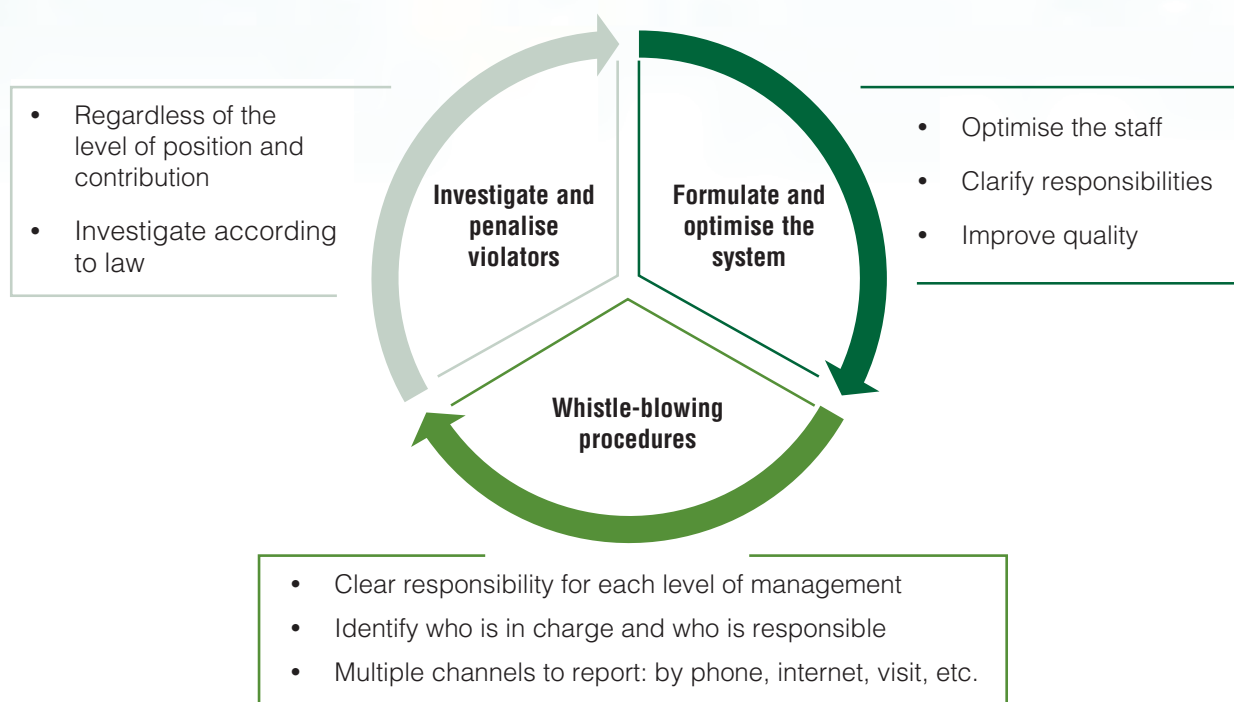 • Regardless of the
level of position and
contribution
• Investigate according
to law
Investigate and
penalise
violators
Formulate and
optimise the
system
• Optimise the staff
• Clarify responsibilities
• Improve quality
Whistle-blowing
procedures
• Clear responsibility for each level of management
• Identify who is in charge and who is responsible
• Multiple channels to report: by phone, internet, visit, etc.